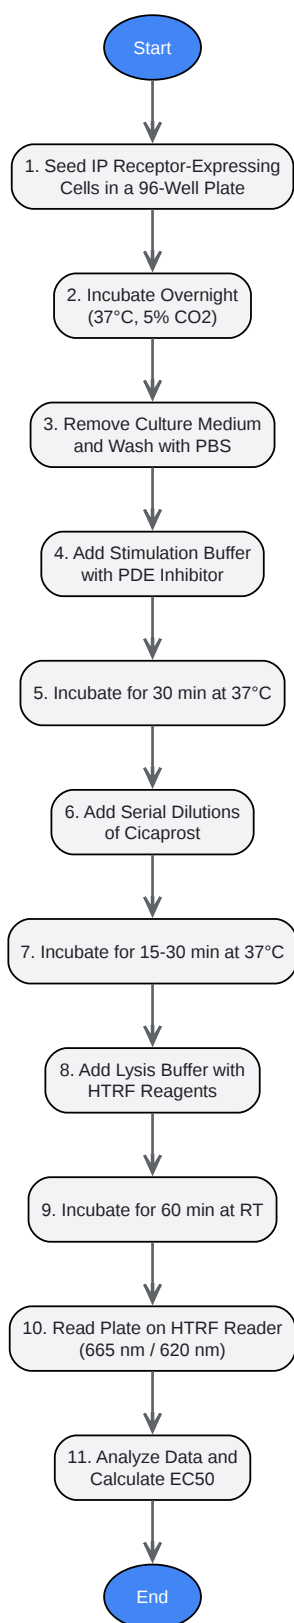 Start
1. Seed IP Receptor-Expressing
Cells in a 96-Well Plate
2. Incubate Overnight
(37°C, 5% CO2)
3. Remove Culture Medium
and Wash with PBS
4. Add Stimulation Buffer
with PDE Inhibitor
5. Incubate for 30 min at 37°C
6. Add Serial Dilutions
of Cicaprost
7. Incubate for 15-30 min at 37°C
8. Add Lysis Buffer with
HTRF Reagents
9. Incubate for 60 min at RT
10. Read Plate on HTRF Reader
(665 nm / 620 nm)
11. Analyze Data and
Calculate EC50
End